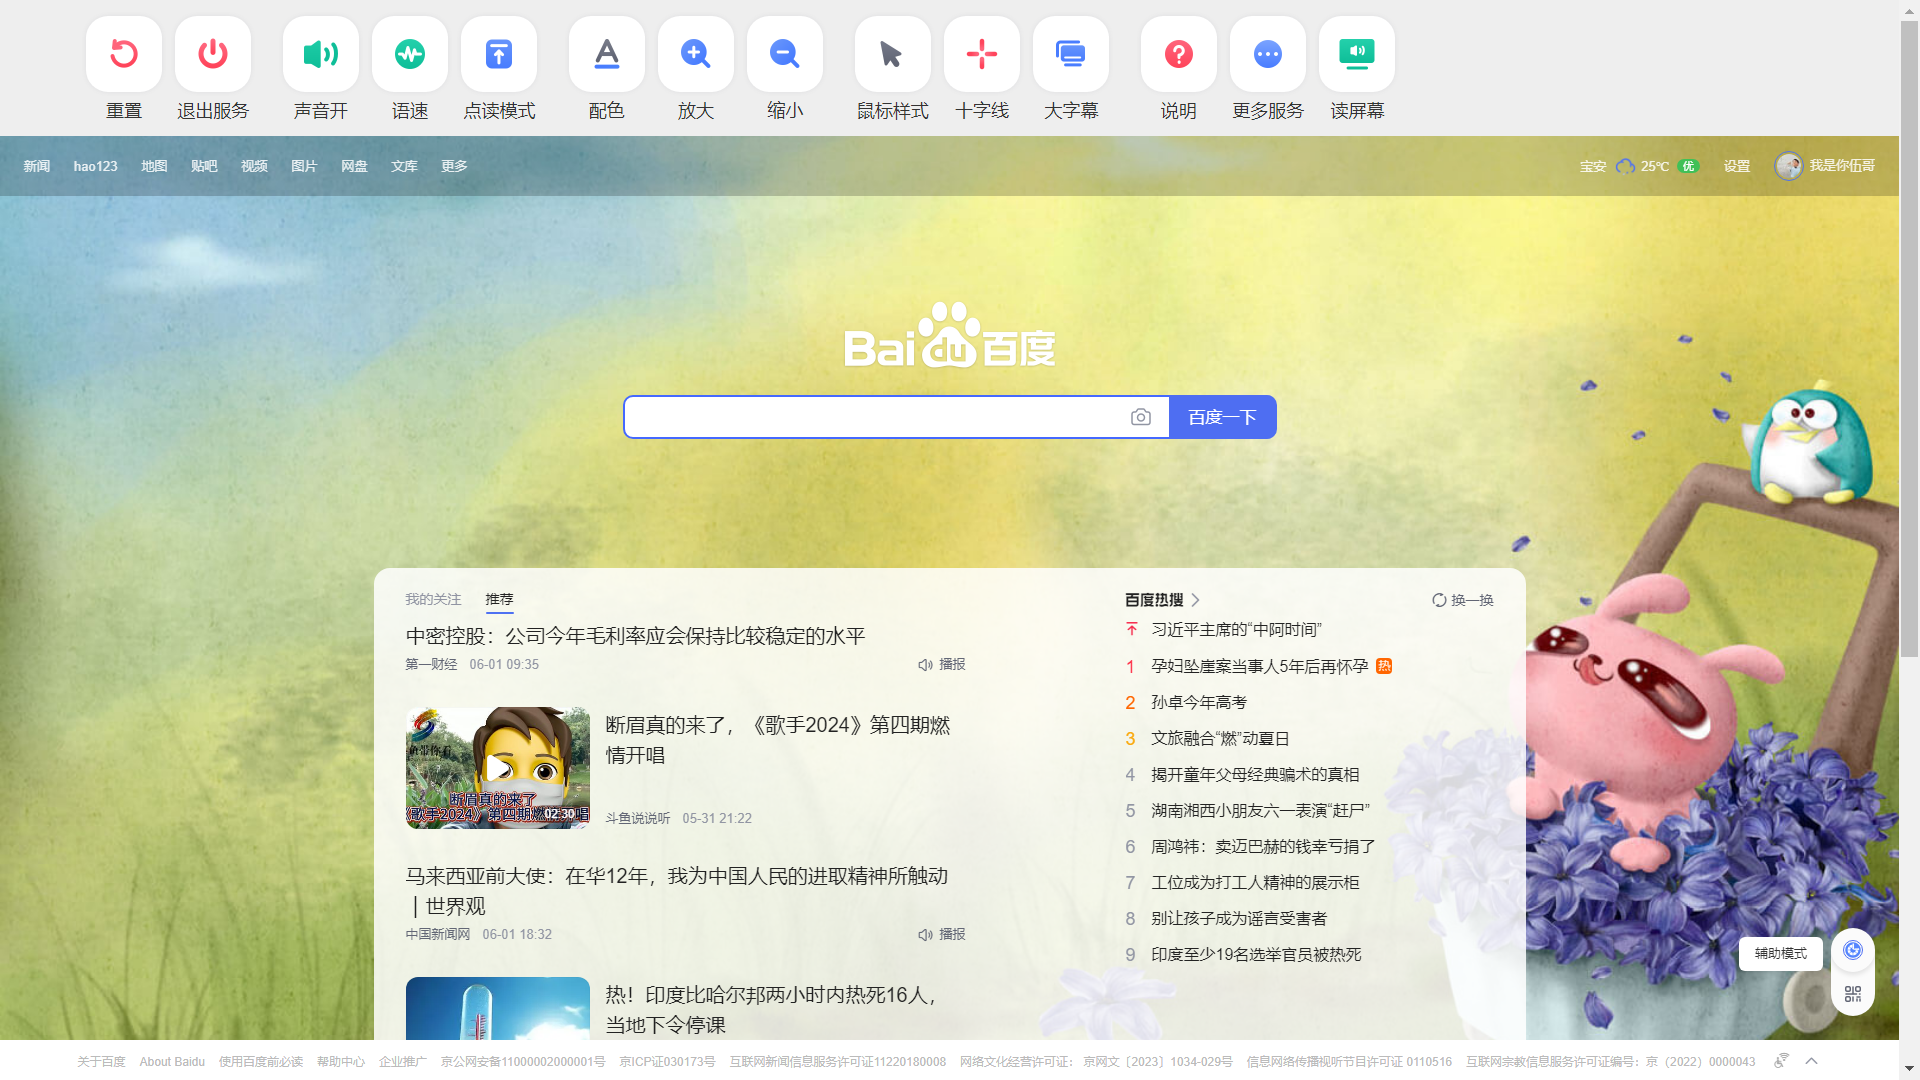 重置 退出服务 声音开 语速 点读模式 配色 放大 缩小 鼠标样式 十字线 大字幕 说明 更多服务 读屏幕
新闻 hao123 地图 贴吧 视频 图片 网盘 文库 更多 宝安 25℃ 优 设置 我是你伍哥
Bai du 百度
百度一下
我的关注 推荐
中密控股：公司今年毛利率应会保持比较稳定的水平
第一财经 06-01 09:35 播报
断眉真的来了
《歌手2024》第四期燃情开唱
02:30
断眉真的来了，《歌手2024》第四期燃
情开唱
斗鱼说说听 05-31 21:22
马来西亚前大使：在华12年，我为中国人民的进取精神所触动
｜世界观
中国新闻网 06-01 18:32 播报
热！印度比哈尔邦两小时内热死16人，
当地下令停课
百度热搜 换一换
习近平主席的“中阿时间”
1 孕妇坠崖案当事人5年后再怀孕 热
2 孙卓今年高考
3 文旅融合“燃”动夏日
4 揭开童年父母经典骗术的真相
5 湖南湘西小朋友六一表演“赶尸”
6 周鸿祎：卖迈巴赫的钱幸亏捐了
7 工位成为打工人精神的展示柜
8 别让孩子成为谣言受害者
9 印度至少19名选举官员被热死
辅助模式
关于百度 About Baidu 使用百度前必读 帮助中心 企业推广 京公网安备11000002000001号 京ICP证030173号 互联网新闻信息服务许可证11220180008 网络文化经营许可证： 京网文〔2023〕1034-029号 信息网络传播视听节目许可证 0110516 互联网宗教信息服务许可证编号：京（2022）0000043